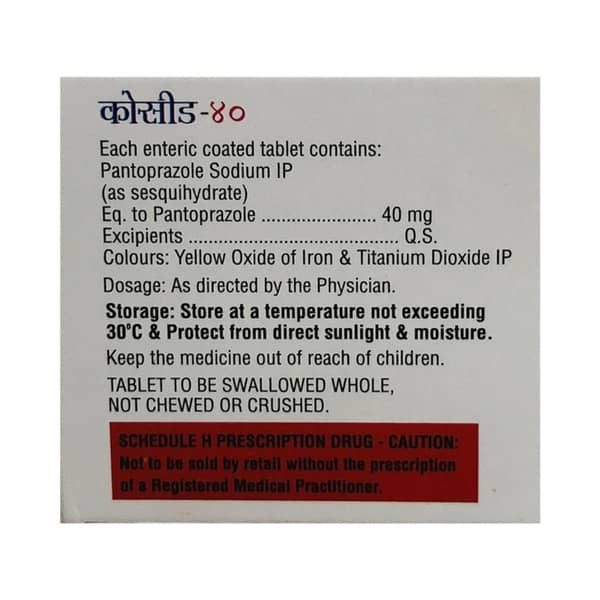 कोसीड-४०
Each enteric coated tablet contains:
Pantoprazole Sodium IP
(as sesquihydrate)
Eq. to Pantoprazole ...................... 40 mg
Excipients ........................................ Q.S.
Colours: Yellow Oxide of Iron & Titanium Dioxide IP
Dosage: As directed by the Physician.
Storage: Store at a temperature not exceeding
30°C & Protect from direct sunlight & moisture.
Keep the medicine out of reach of children.
TABLET TO BE SWALLOWED WHOLE,
NOT CHEWED OR CRUSHED.
SCHEDULE H PRESCRIPTION DRUG - CAUTION:
Not to be sold by retail without the prescription
of a Registered Medical Practitioner.